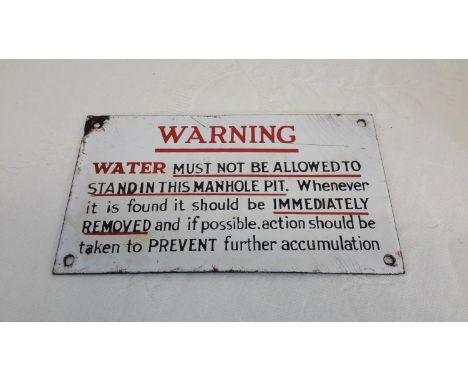 WARNING
WATER MUST NOT BE ALLOWED TO
STAND IN THIS MANHOLE PIT. Whenever
it is found it should be IMMEDIATELY
REMOVED and if possible.action should be
taken to PREVENT further accumulation